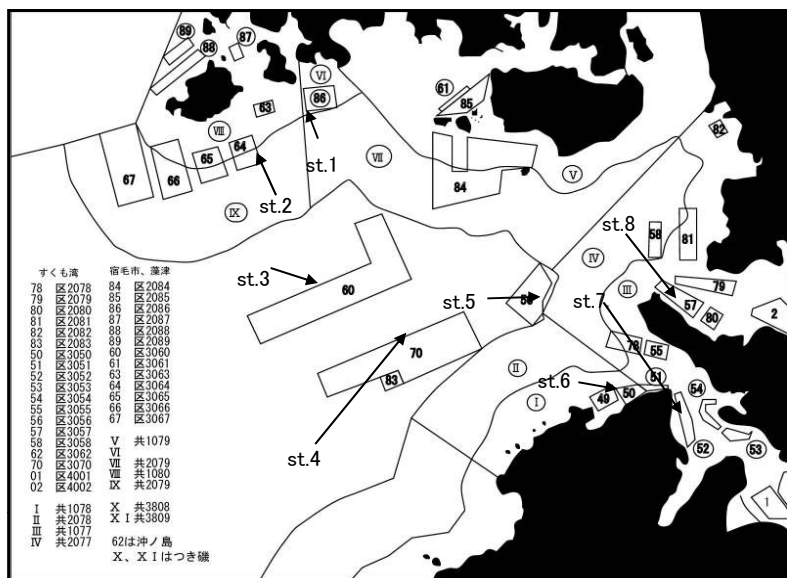 89
88
87
Ⅵ
86
63
61
85
82
Ⅷ
st.1
Ⅶ
65
64
67
66
st.2
84
Ⅴ
Ⅸ
st.8
58
81
Ⅳ
st.3
60
st.5
56
st.7
Ⅲ
79
57
80
2
70
83
78
55
Ⅱ
st.6
51
54
49
50
Ⅰ
st.4
52
53
1
すくも湾
78 区2078
79 区2079
80 区2080
81 区2081
82 区2082
83 区2083
50 区3050
51 区3051
52 区3052
53 区3053
54 区3054
55 区3055
56 区3056
57 区3057
58 区3058
62 区3062
70 区3070
01 区4001
02 区4002
Ⅰ 共1078
Ⅱ 共2078
Ⅲ 共1077
Ⅳ 共2077
宿毛市、藻津
84 区2084
85 区2085
86 区2086
87 区2087
88 区2088
89 区2089
60 区3060
61 区3061
63 区3063
64 区3064
65 区3065
66 区3066
67 区3067
Ⅴ 共1079
Ⅵ
Ⅶ 共2079
Ⅷ 共1080
Ⅸ 共2079
Ⅹ 共3808
ＸⅠ 共3809
62は沖ノ島
Ｘ、ＸⅠはつき磯